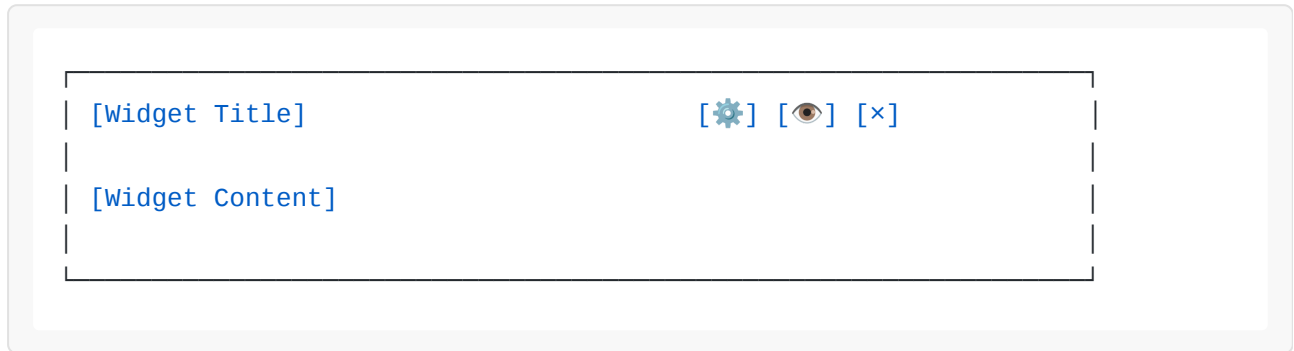 [Widget Title] [⚙️] [👁️] [×]
[Widget Content]